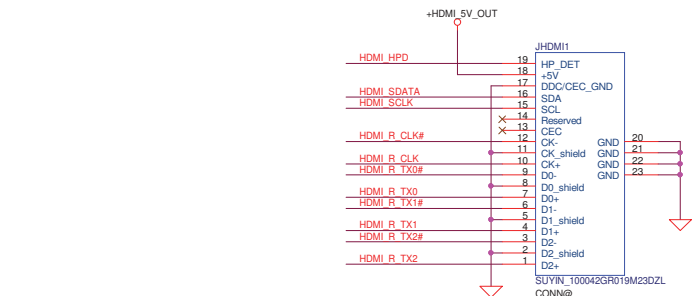 +HDMI_5V_OUT
JHDMI1
HDMI_HPD 19 HP_DET
18 +5V
17 DDC/CEC_GND
HDMI_SDATA 16 SDA
HDMI_SCLK 15 SCL
14 Reserved
13 CEC
HDMI_R_CLK# 12 CK- GND 20
11 CK_shield GND 21
HDMI_R_CLK 10 CK+ GND 22
HDMI_R_TX0# 9 D0- GND 23
8 D0_shield
HDMI_R_TX0 7 D0+
HDMI_R_TX1# 6 D1-
5 D1_shield
HDMI_R_TX1 4 D1+
HDMI_R_TX2# 3 D2-
2 D2_shield
HDMI_R_TX2 1 D2+
SUYIN_100042GR019M23DZL
CONN@